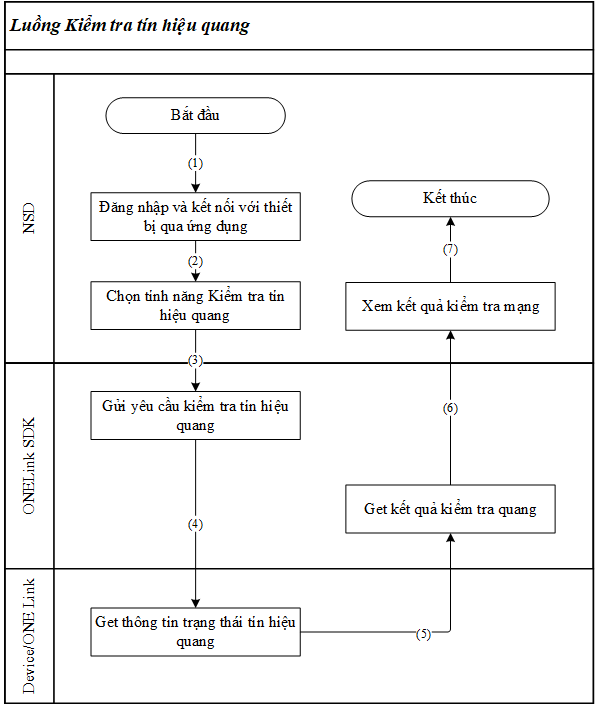 Luồng Kiểm tra tín hiệu quang
NSD
Bắt đầu
(1)
Đăng nhập và kết nối với thiết
bị qua ứng dụng
(2)
Chọn tính năng Kiểm tra tín
hiệu quang
(3)
Kết thúc
(7)
Xem kết quả kiểm tra mạng
ONELink SDK
Gửi yêu cầu kiểm tra tín hiệu
quang
(4)
(6)
Get kết quả kiểm tra quang
Device/ONE Link
Get thông tin trạng thái tín hiệu
quang
(5)